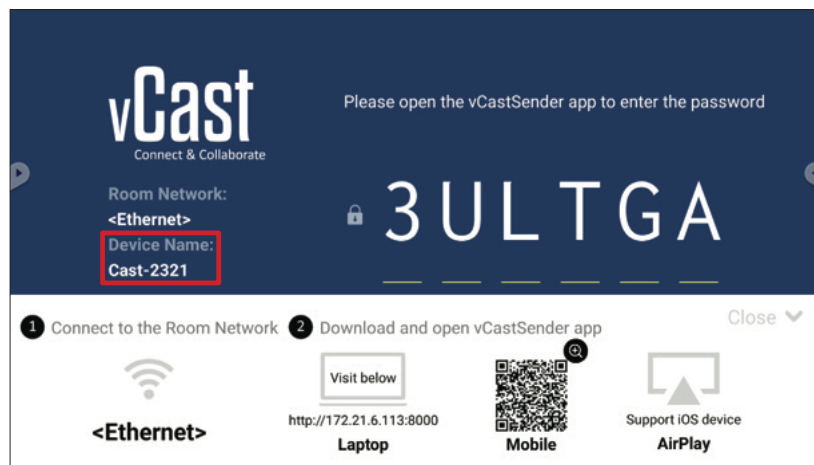 vCast
Connect & Collaborate
Please open the vCastSender app to enter the password
Room Network:
<Ethernet>
Device Name:
Cast-2321
3ULTGA
1 Connect to the Room Network
2 Download and open vCastSender app
Close
<Ethernet>
Visit below
http://172.21.6.113:8000
Laptop
Mobile
Support iOS device
AirPlay